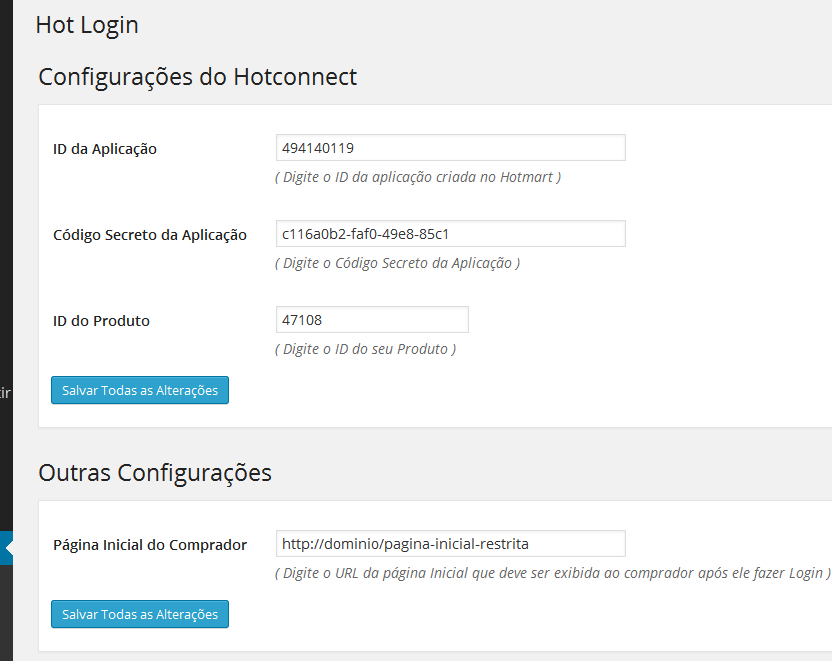 Hot Login
Configurações do Hotconnect
ID da Aplicação
494140119
( Digite o ID da aplicação criada no Hotmart )
Código Secreto da Aplicação
c116a0b2-faf0-49e8-85c1
( Digite o Código Secreto da Aplicação )
ID do Produto
47108
( Digite o ID do seu Produto )
ir
Salvar Todas as Alterações
Outras Configurações
Página Inicial do Comprador
http://dominio/pagina-inicial-restrita
( Digite o URL da página Inicial que deve ser exibida ao comprador após ele fazer Login )
Salvar Todas as Alterações